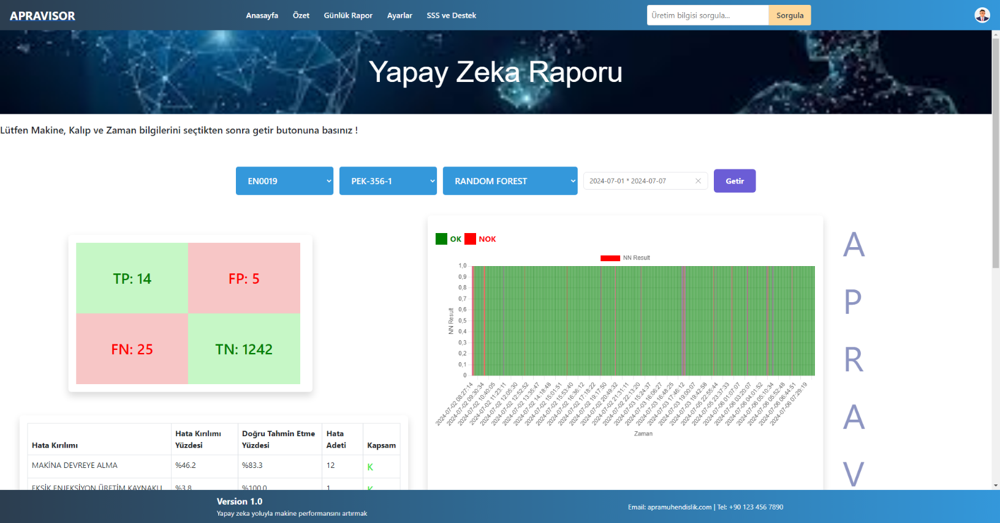 APRAVISOR
Anasayfa Özet Günlük Rapor Ayarlar SSS ve Destek
Üretim bilgisi sorgula... Sorgula
Yapay Zeka Raporu
Lütfen Makine, Kalıp ve Zaman bilgilerini seçtikten sonra getir butonuna basınız !
EN0019 PEK-356-1 RANDOM FOREST 2024-07-01 * 2024-07-07 Getir
TP: 14 FP: 5
FN: 25 TN: 1242
Hata Kırılımı Hata Kırılımı Yüzdesi Doğru Tahmin Etme Yüzdesi Hata Adeti Kapsam
MAKİNA DEVREYE ALMA %46.2 %83.3 12 K
EKSİK ENJEKSİYON ÜRETİM KAYNAKLI %3.8 %100.0 1 K
OK NOK
NN Result
1,0
0,9
0,8
0,7
0,6
0,5
0,4
0,3
0,2
0,1
0
NN Result
2024-07-02 08:27:14
2024-07-02 09:30:34
2024-07-02 10:40:05
2024-07-02 11:23:11
2024-07-02 12:05:30
2024-07-02 12:52:52
2024-07-02 13:35:47
2024-07-02 14:18:48
2024-07-02 15:01:51
2024-07-02 15:53:40
2024-07-02 16:36:12
2024-07-02 17:18:22
2024-07-02 19:17:50
2024-07-02 20:49:32
2024-07-02 21:31:11
2024-07-02 22:13:20
2024-07-03 15:24:37
2024-07-03 16:06:27
2024-07-03 16:48:25
2024-07-03 17:46:12
2024-07-03 19:00:07
2024-07-03 19:42:58
2024-07-05 22:55:44
2024-07-05 23:37:33
2024-07-06 01:07:07
2024-07-06 03:20:07
2024-07-06 04:01:52
2024-07-06 05:10:34
2024-07-06 05:52:48
2024-07-06 06:44:51
2024-07-06 07:29:19
Zaman
A
P
R
A
V
Version 1.0
Yapay zeka yoluyla makine performansını artırmak
Email: apramuhendislik.com | Tel: +90 123 456 7890